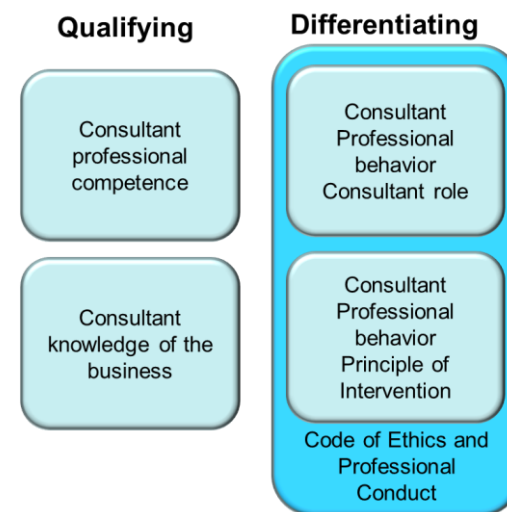 Qualifying
Consultant
professional
competence
Consultant
knowledge of the
business
Differentiating
Consultant
Professional
behavior
Consultant role
Consultant
Professional
behavior
Principle of
Intervention
Code of Ethics and
Professional
Conduct